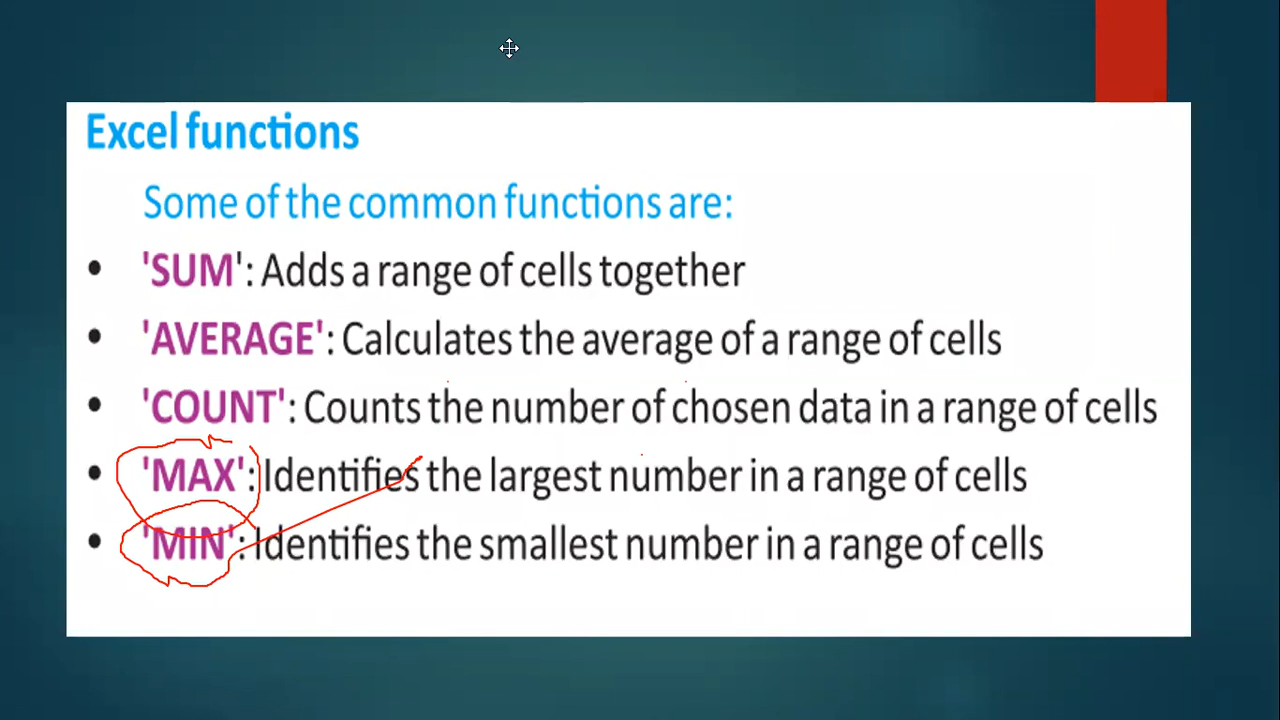 Excel functions
Some of the common functions are:
• 'SUM': Adds a range of cells together
• 'AVERAGE': Calculates the average of a range of cells
• 'COUNT': Counts the number of chosen data in a range of cells
• 'MAX': Identifies the largest number in a range of cells
• 'MIN': Identifies the smallest number in a range of cells